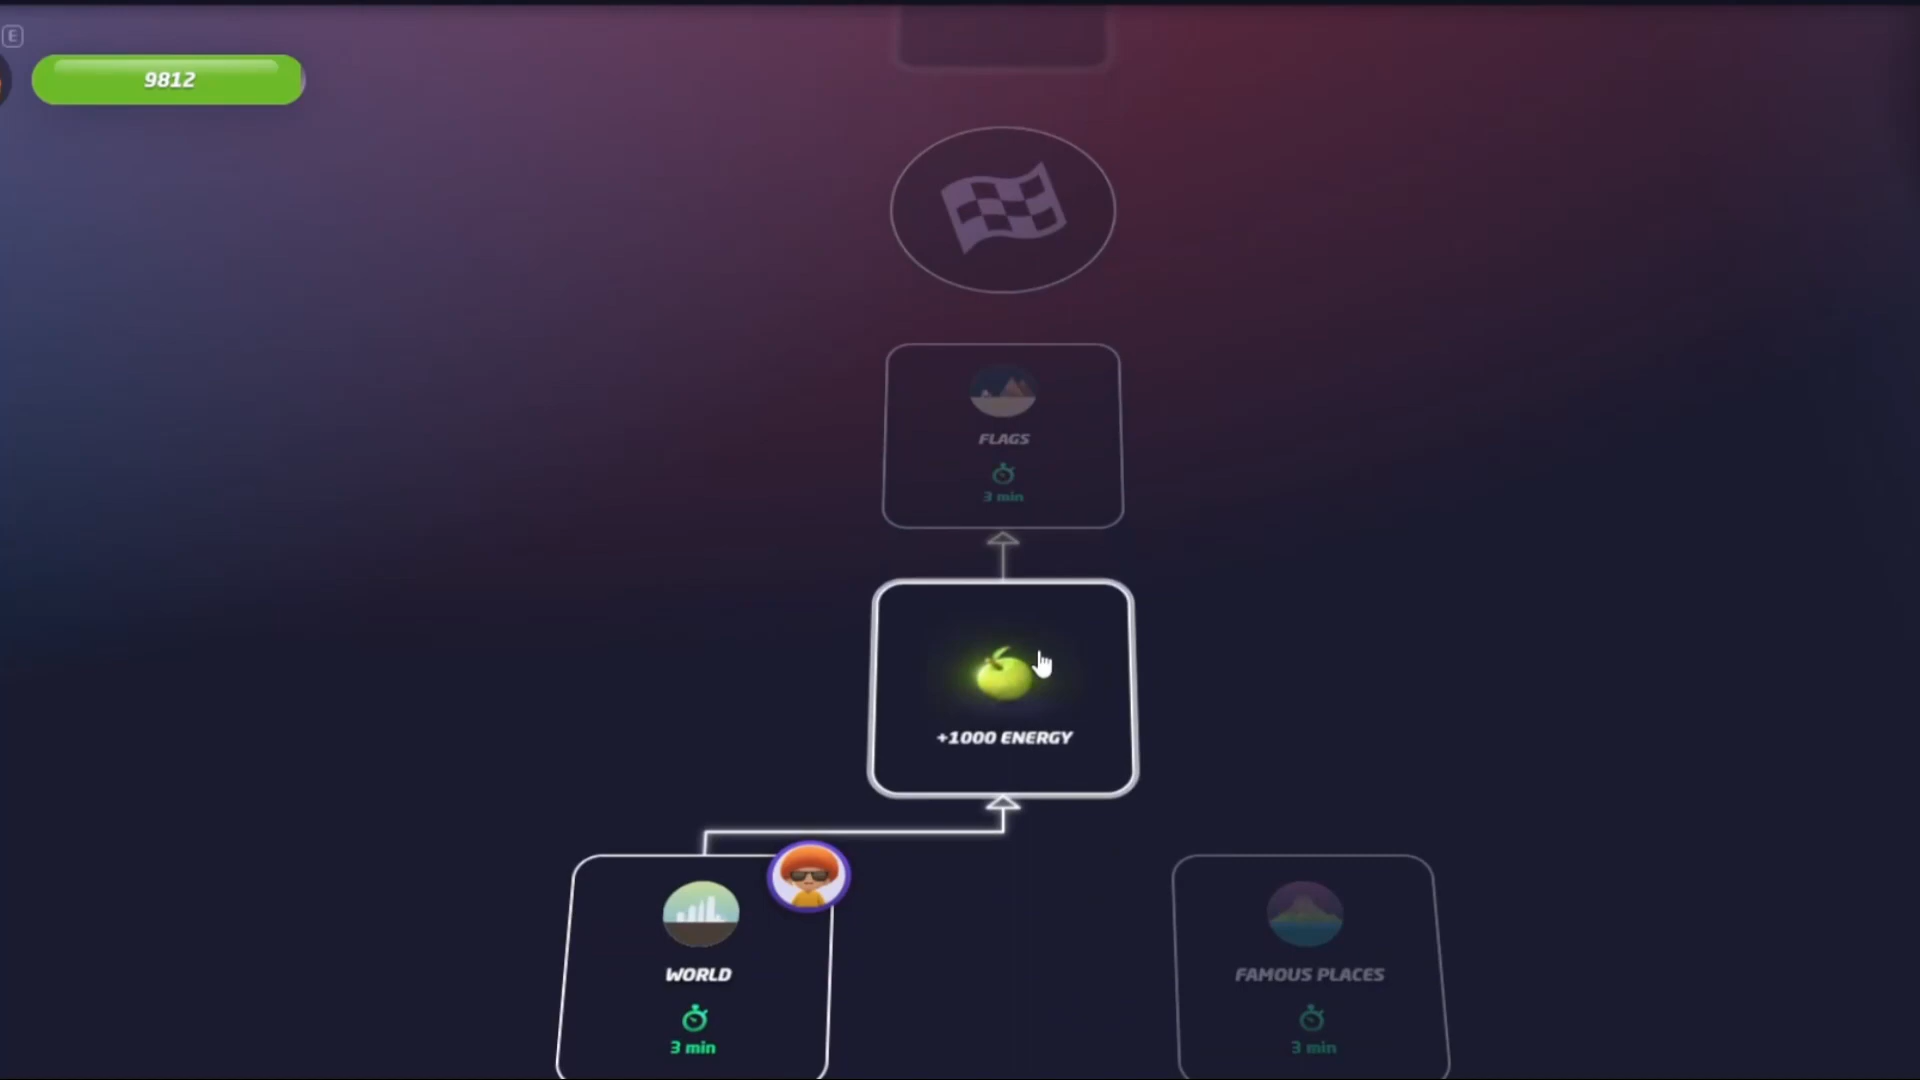 E
9812
FLAGS
3 min
+1000 ENERGY
WORLD
3 min
FAMOUS PLACES
3 min